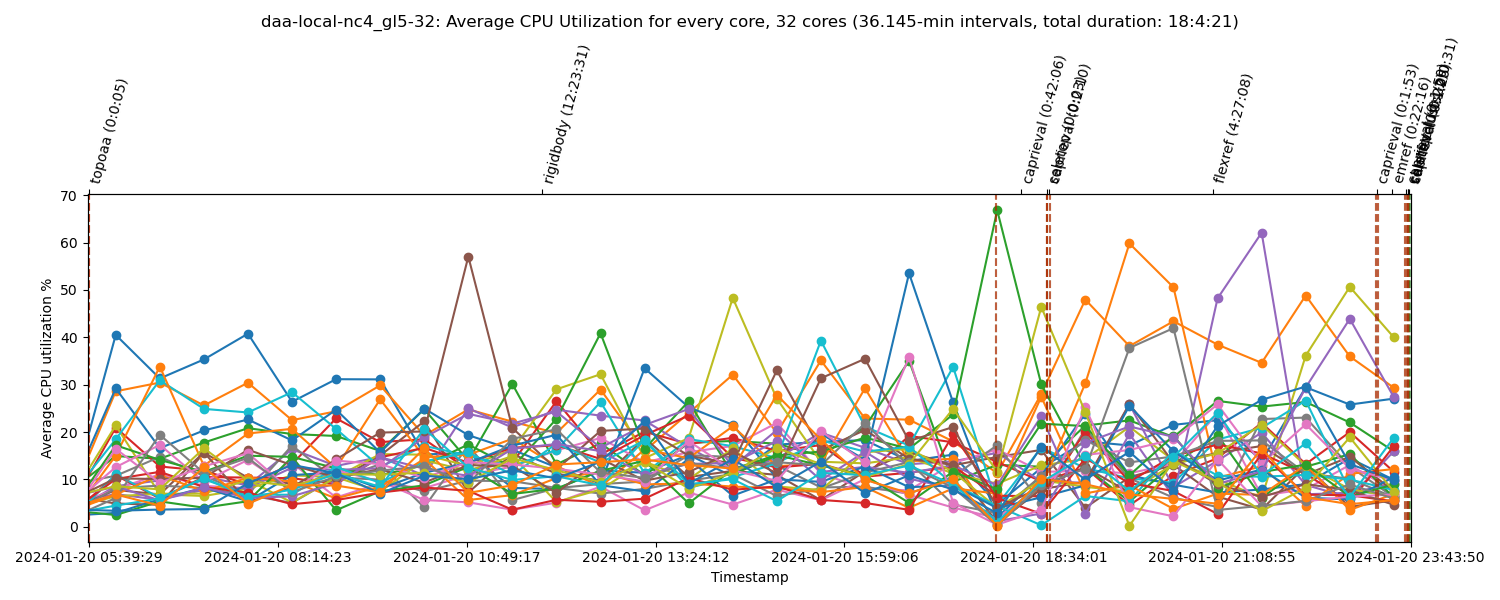 daa-local-nc4_gl5-32: Average CPU Utilization for every core, 32 cores (36.145-min intervals, total duration: 18:4:21)
topoaa (0:0:05)
rigidbody (12:23:31)
caprieval (0:42:06)
flexref (4:27:08)
caprieval (0:1:53)
emref (0:22:16)
70
60
50
40
30
20
10
0
Average CPU utilization %
2024-01-20 05:39:29
2024-01-20 08:14:23
2024-01-20 10:49:17
2024-01-20 13:24:12
2024-01-20 15:59:06
2024-01-20 18:34:01
2024-01-20 21:08:55
2024-01-20 23:43:50
Timestamp